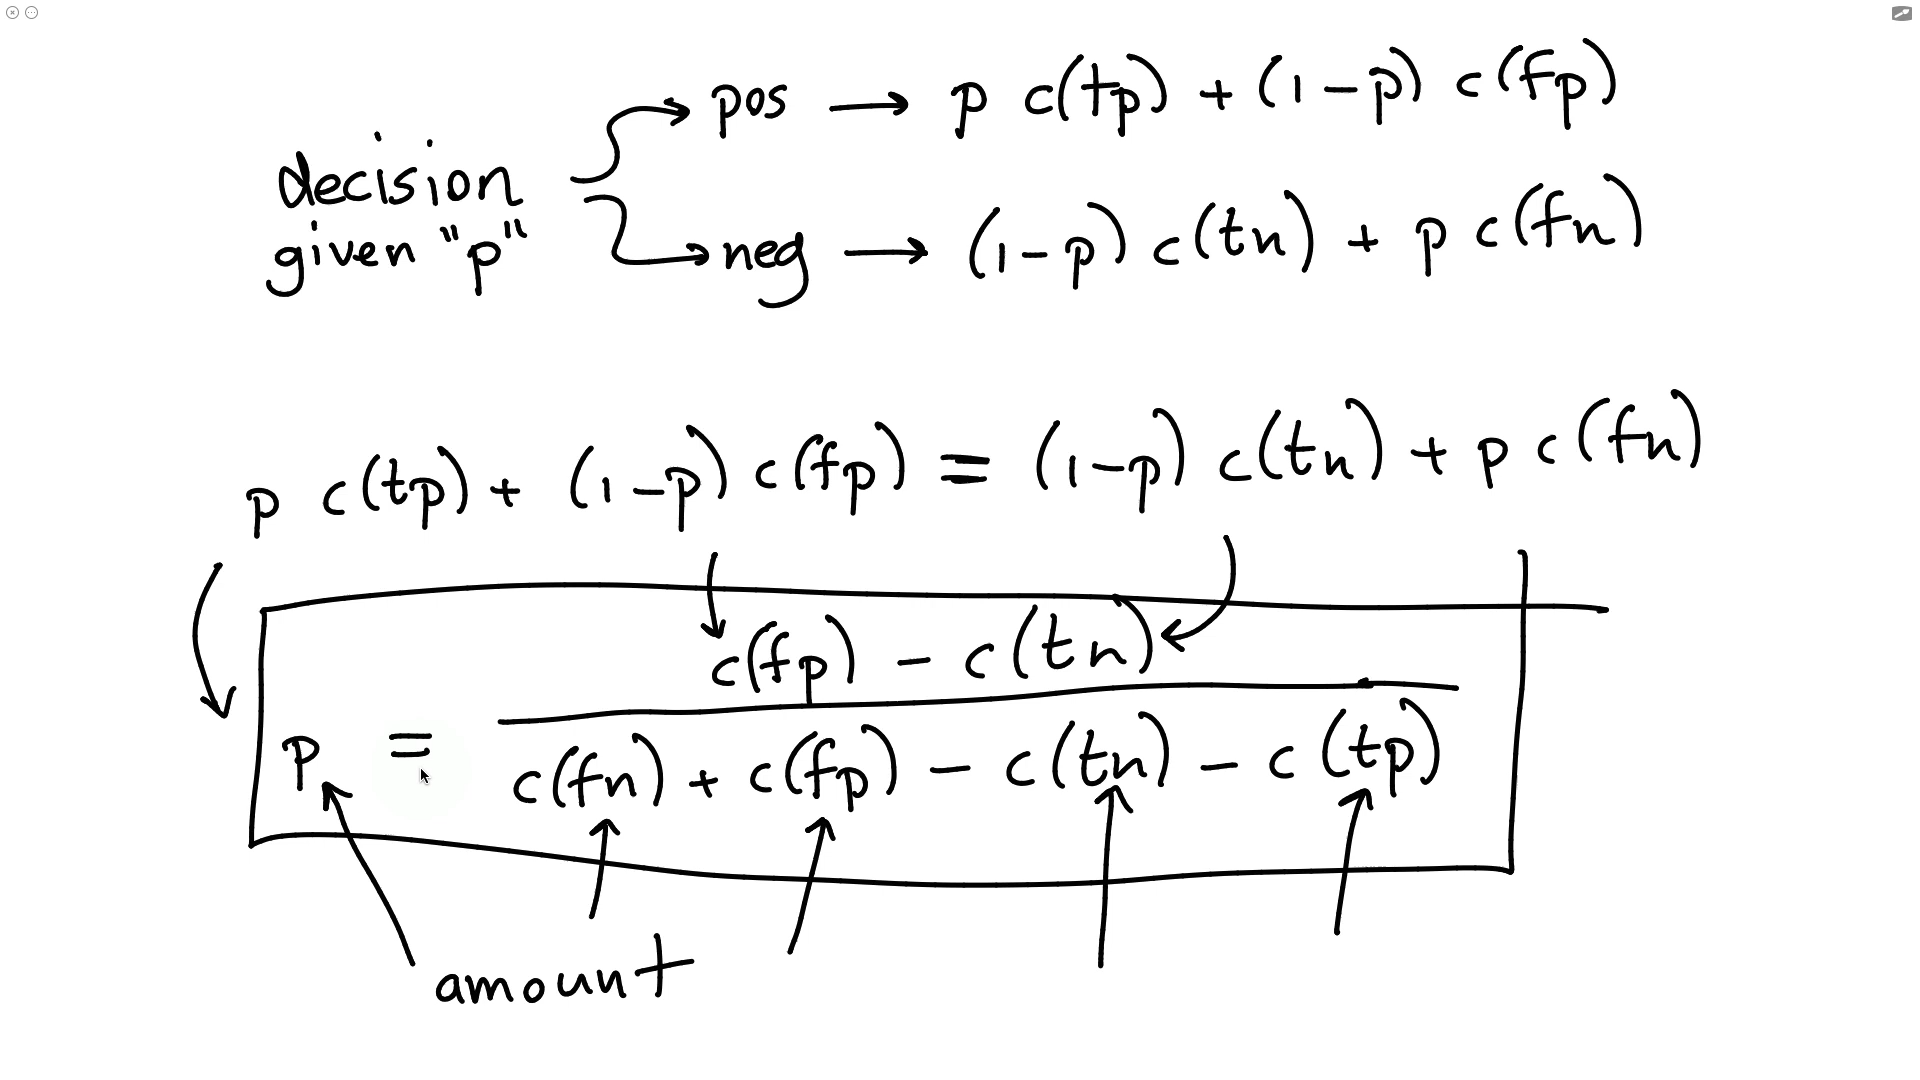 pos → p c(tp) + (1-p) c(fp)
decision
given "p"
neg → (1-p) c(tn) + p c(fn)
p c(tp) + (1-p) c(fp) = (1-p) c(tn) + p c(fn)
c(fp) - c(tn)
p = 
c(fn) + c(fp) - c(tn) - c(tp)
amount